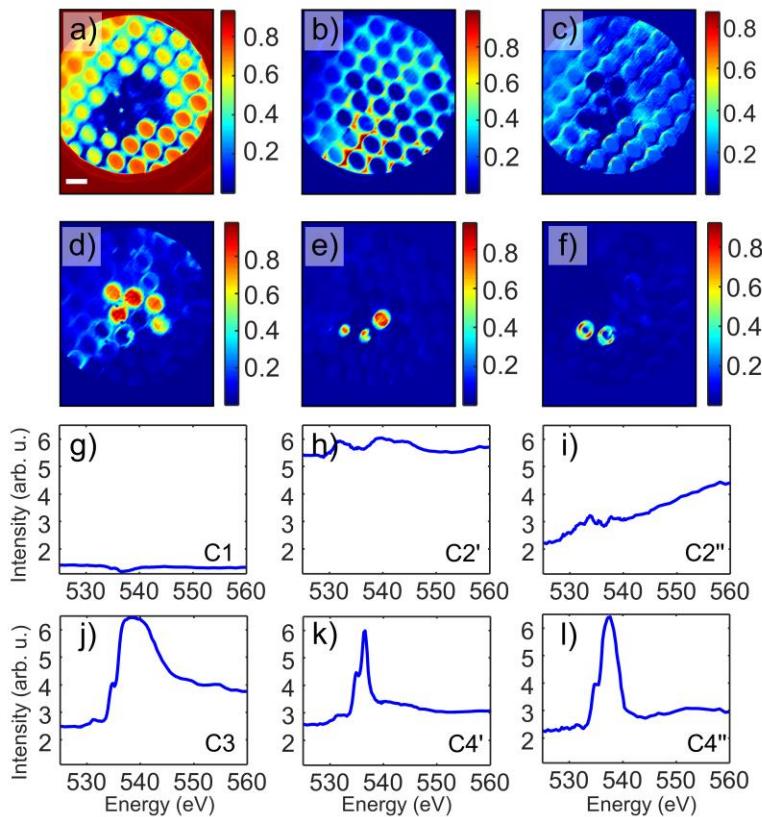 a) b) c)
0.8 0.8 0.8
0.6 0.6 0.6
0.4 0.4 0.4
0.2 0.2 0.2
d) e) f)
0.8 0.8 0.8
0.6 0.6 0.6
0.4 0.4 0.4
0.2 0.2 0.2
g) h) i)
Intensity (arb. u.)
6 6 6
5 5 5
4 4 4
3 3 3
2 2 2
C1 C2' C2"
530 540 550 560 530 540 550 560 530 540 550 560
j) k) l)
Intensity (arb. u.)
6 6 6
5 5 5
4 4 4
3 3 3
2 2 2
C3 C4' C4"
530 540 550 560 530 540 550 560 530 540 550 560
Energy (eV) Energy (eV) Energy (eV)